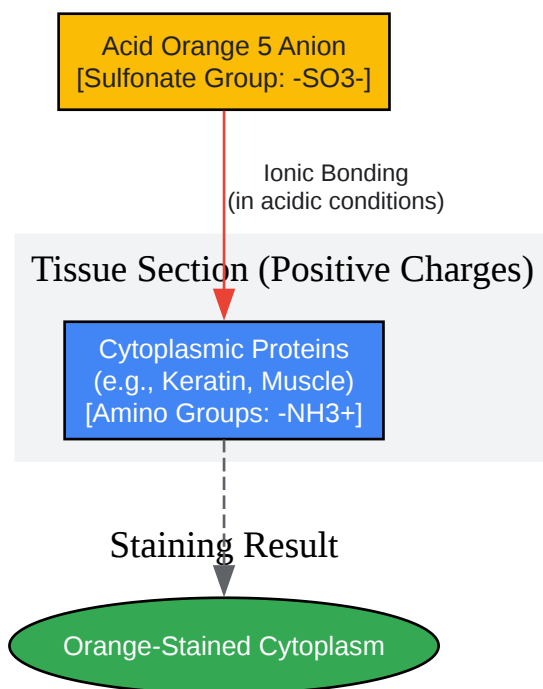 Acid Orange 5 Anion
[Sulfonate Group: -SO3-]
Ionic Bonding
(in acidic conditions)
Tissue Section (Positive Charges)
Cytoplasmic Proteins
(e.g., Keratin, Muscle)
[Amino Groups: -NH3+]
Staining Result
Orange-Stained Cytoplasm